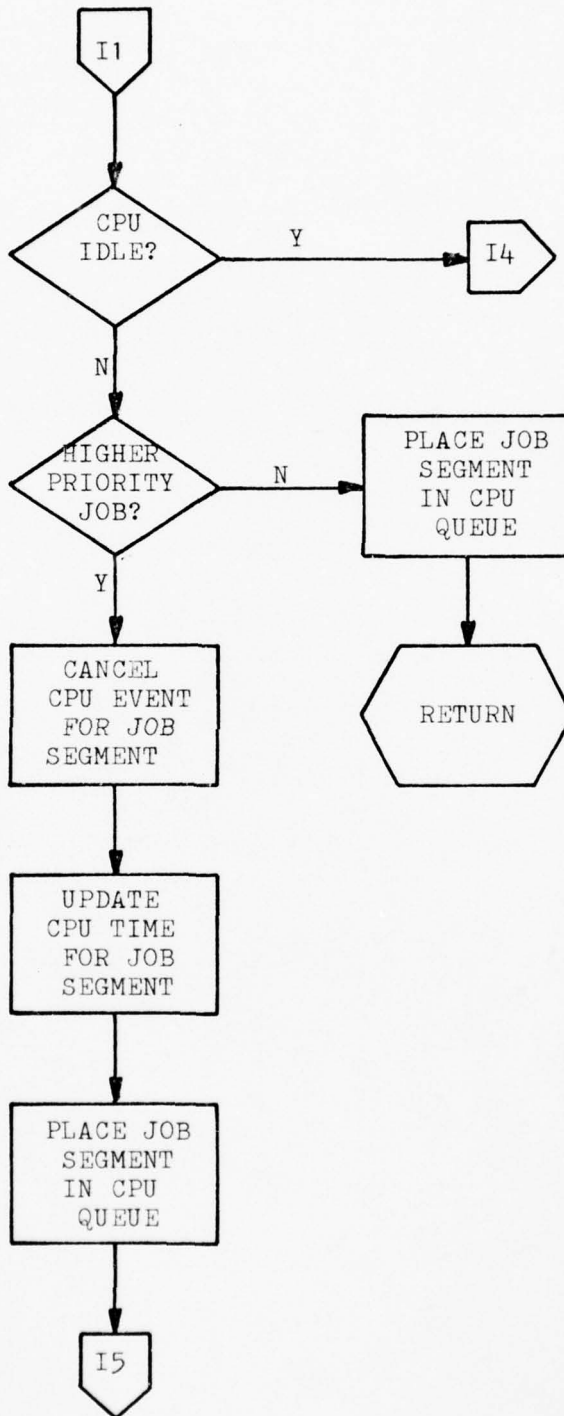 I1
CPU
IDLE?
Y
I4
N
HIGHER
PRIORITY
JOB?
N
PLACE JOB
SEGMENT
IN CPU
QUEUE
Y
CANCEL
CPU EVENT
FOR JOB
SEGMENT
RETURN
UPDATE
CPU TIME
FOR JOB
SEGMENT
PLACE JOB
SEGMENT
IN CPU
QUEUE
I5